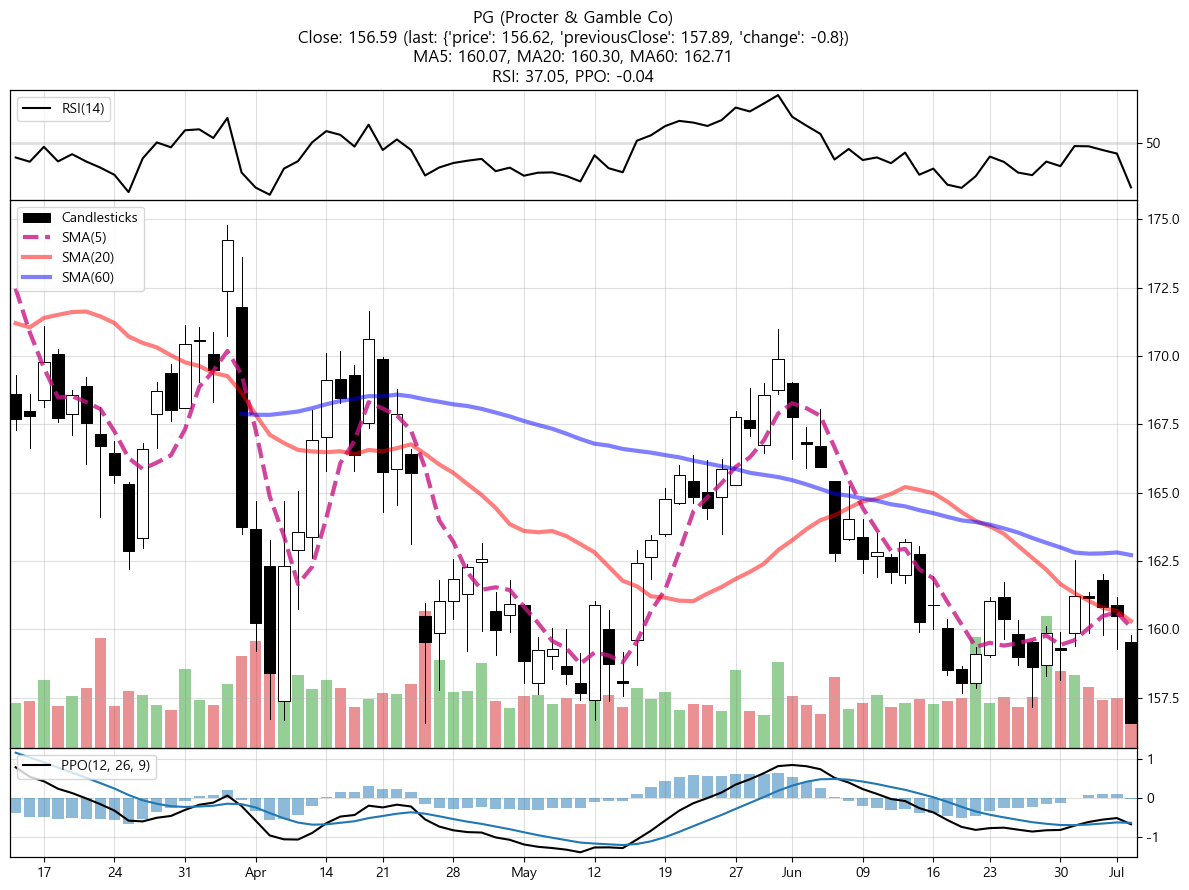 PG (Procter & Gamble Co)
Close: 156.59 (last: {'price': 156.62, 'previousClose': 157.89, 'change': -0.8})
MA5: 160.07, MA20: 160.30, MA60: 162.71
RSI: 37.05, PPO: -0.04
RSI(14)
50
Candlesticks
SMA(5)
SMA(20)
SMA(60)
175.0
172.5
170.0
167.5
165.0
162.5
160.0
157.5
PPO(12, 26, 9)
1
0
-1
17 24 31 Apr 14 21 28 May 12 19 27 Jun 09 16 23 30 Jul